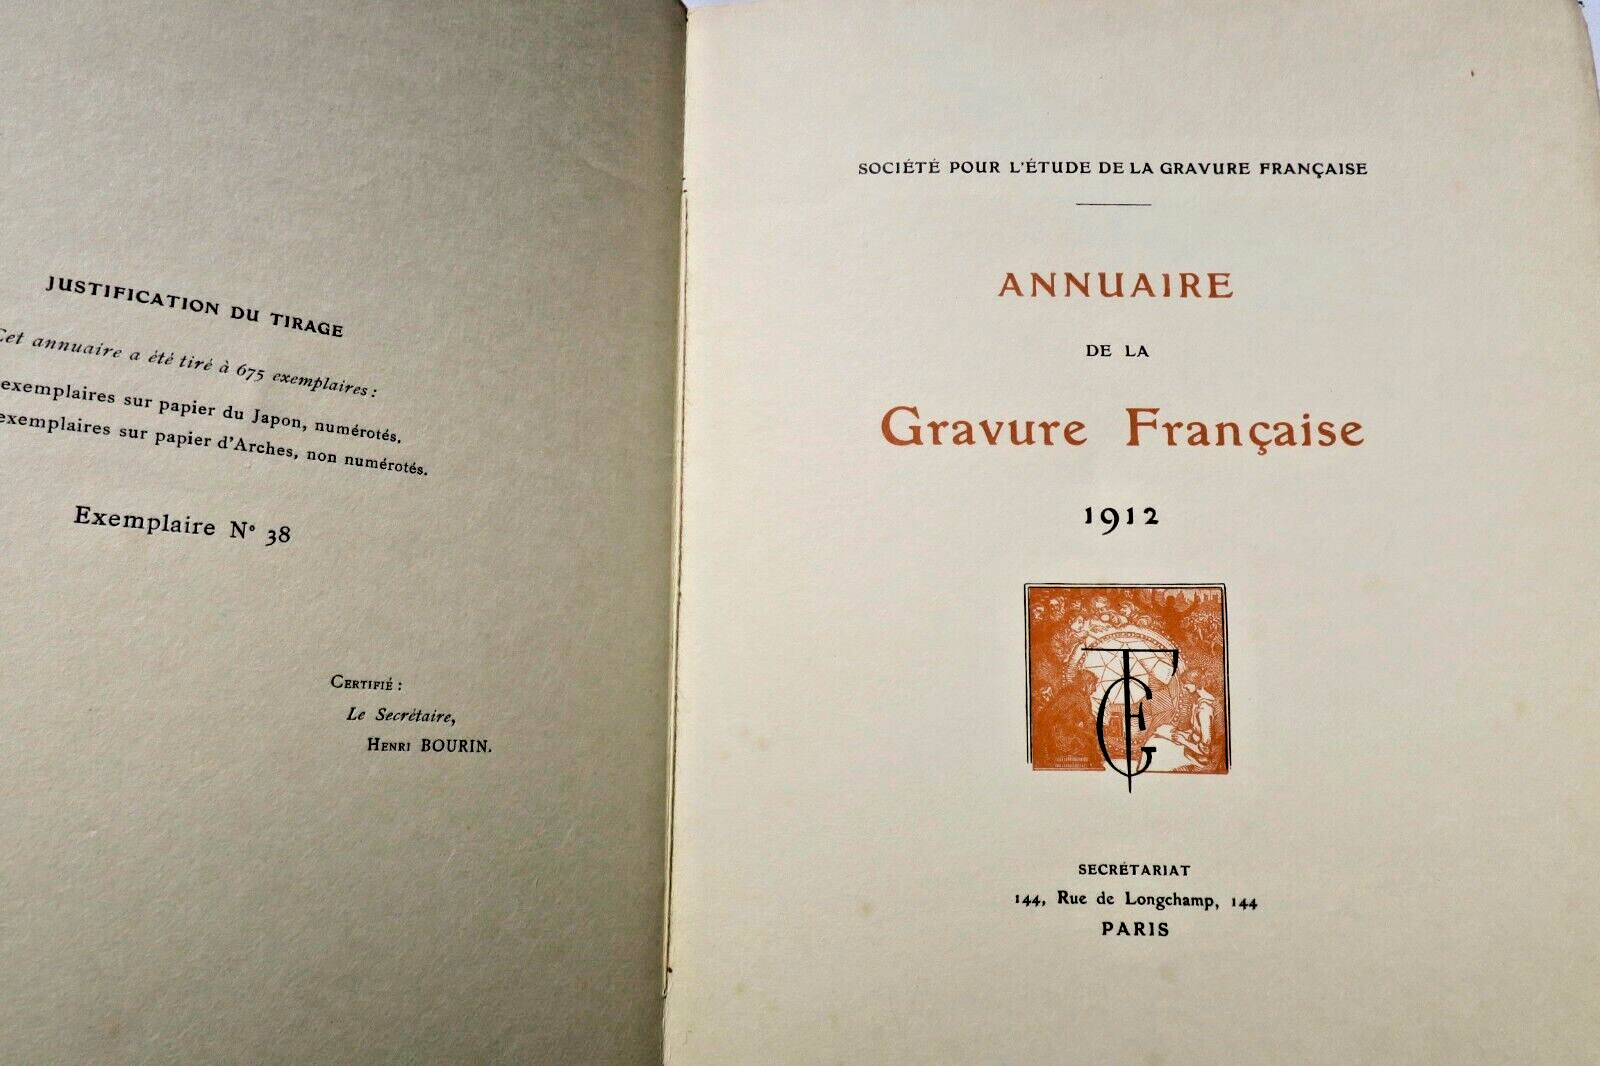 JUSTIFICATION DU TIRAGE
Cet annuaire a été tiré à 675 exemplaires :
exemplaires sur papier du Japon, numérotés.
exemplaires sur papier d'Arches, non numérotés.
Exemplaire N° 38
CERTIFIÉ :
Le Secrétaire,
HENRI BOURIN.
SOCIÉTÉ POUR L'ÉTUDE DE LA GRAVURE FRANÇAISE
ANNUAIRE
DE LA
Gravure Française
1912
SECRÉTARIAT
144, Rue de Longchamp, 144
PARIS